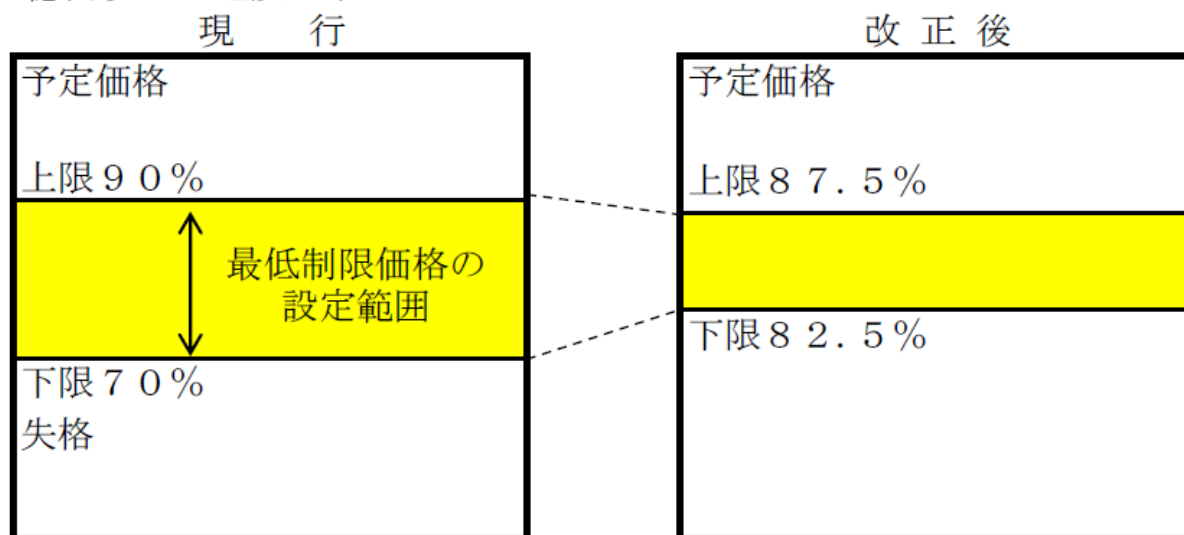 現　　行
予定価格
上限９０％
最低制限価格の
設定範囲
下限７０％
失格
改 正 後
予定価格
上限８７.５％
下限８２.５％